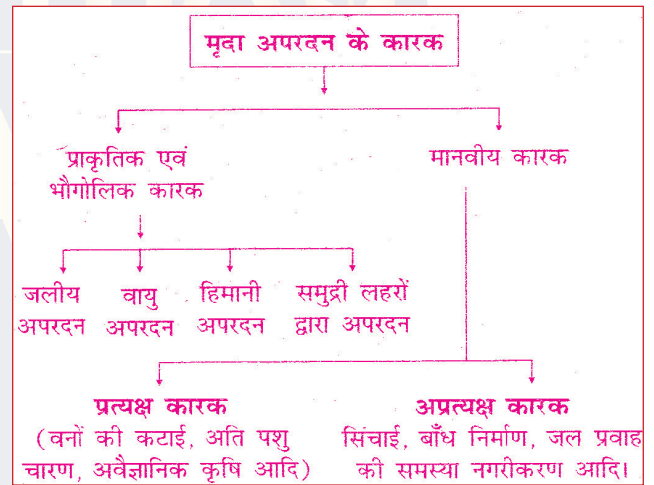 मृदा अपरदन के कारक
प्राकृतिक एवं
भौगोलिक कारक
मानवीय कारक
जलीय
अपरदन
वायु
अपरदन
हिमानी
अपरदन
समुद्री लहरों
द्वारा अपरदन
प्रत्यक्ष कारक
(वनों की कटाई, अति पशु
चारण, अवैज्ञानिक कृषि आदि)
अप्रत्यक्ष कारक
सिंचाई, बाँध निर्माण, जल प्रवाह
की समस्या नगरीकरण आदि।